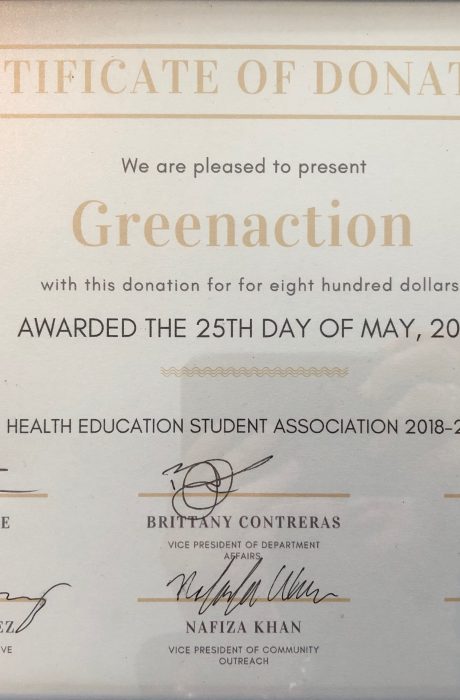 TIFICATE OF DONAT
We are pleased to present
Greenaction
with this donation for for eight hundred dollars
AWARDED THE 25TH DAY OF MAY, 20
HEALTH EDUCATION STUDENT ASSOCIATION 2018-2
E
BRITTANY CONTRERAS
VICE PRESIDENT OF DEPARTMENT
AFFAIRS
EZ
NAFIZA KHAN
VE
VICE PRESIDENT OF COMMUNITY
OUTREACH